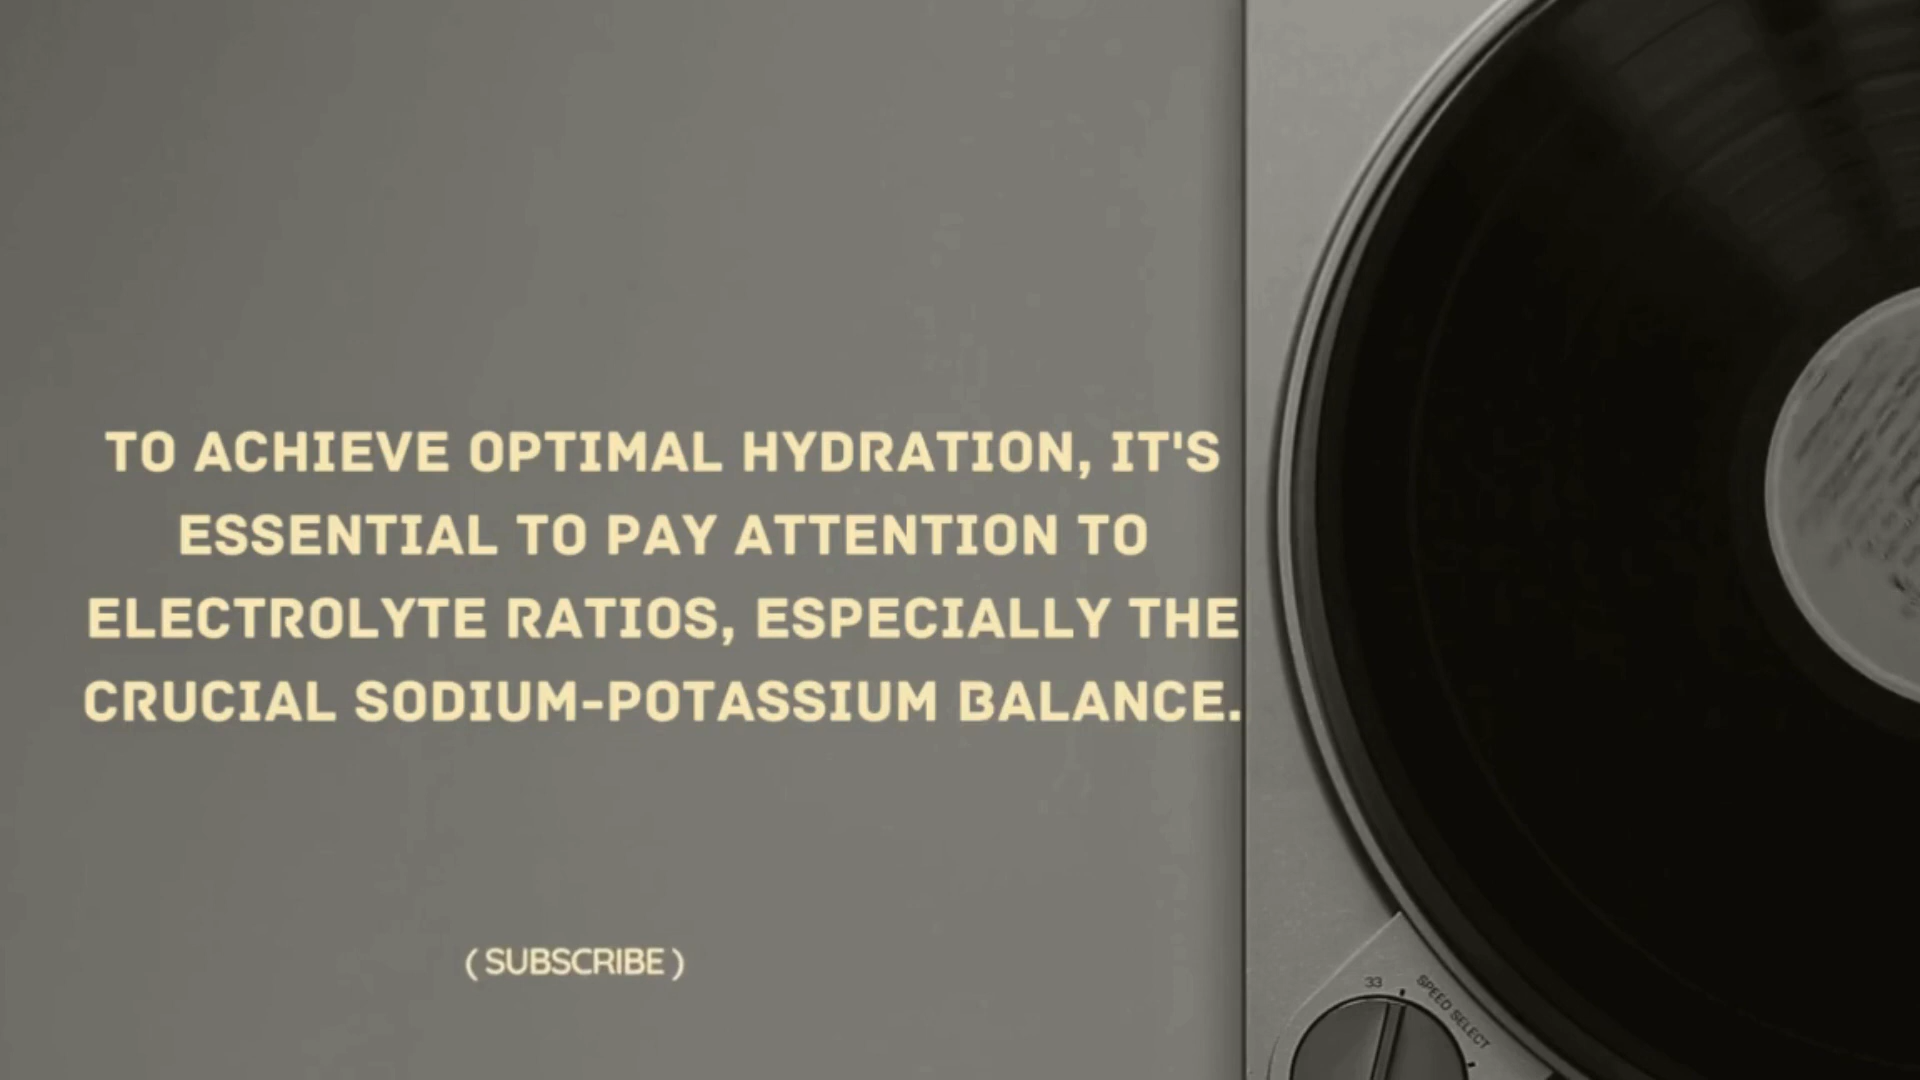 TO ACHIEVE OPTIMAL HYDRATION, IT'S
ESSENTIAL TO PAY ATTENTION TO
ELECTROLYTE RATIOS, ESPECIALLY THE
CRUCIAL SODIUM-POTASSIUM BALANCE.
( SUBSCRIBE )
33
SPEED SELECT